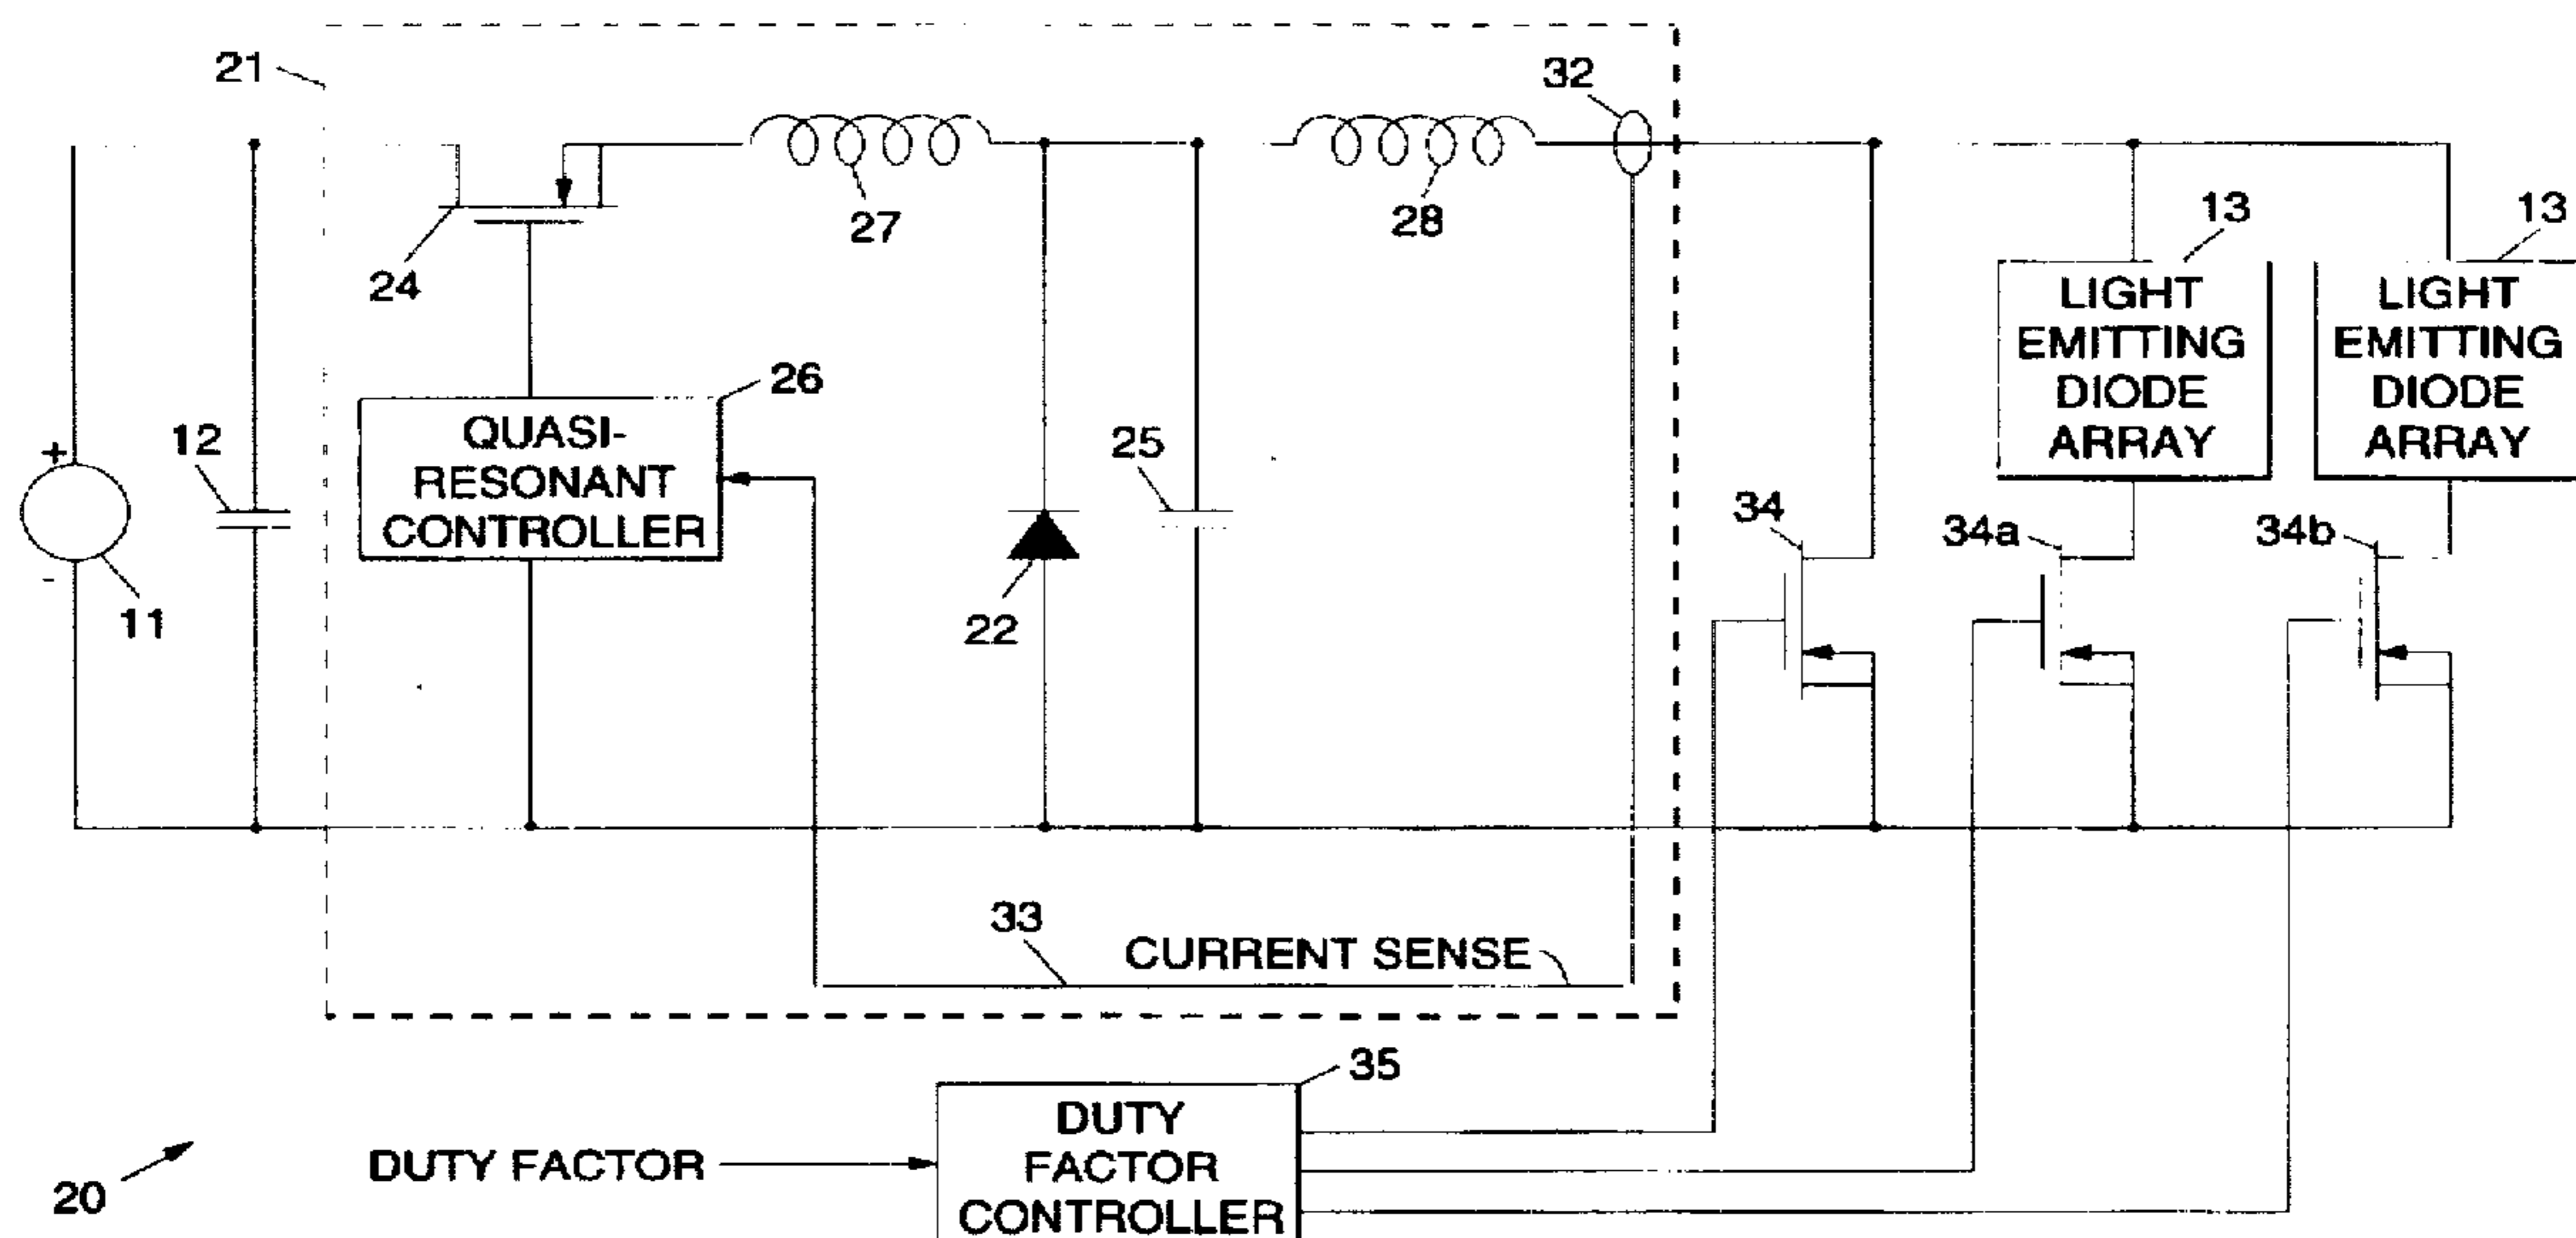 21
32
13
13
27
28
24
LIGHT
EMITTING
DIODE
ARRAY
LIGHT
EMITTING
DIODE
ARRAY
26
QUASI-
RESONANT
CONTROLLER
12
25
+
-
11
22
34
34a
34b
33
CURRENT SENSE
35
DUTY FACTOR
DUTY
FACTOR
CONTROLLER
20